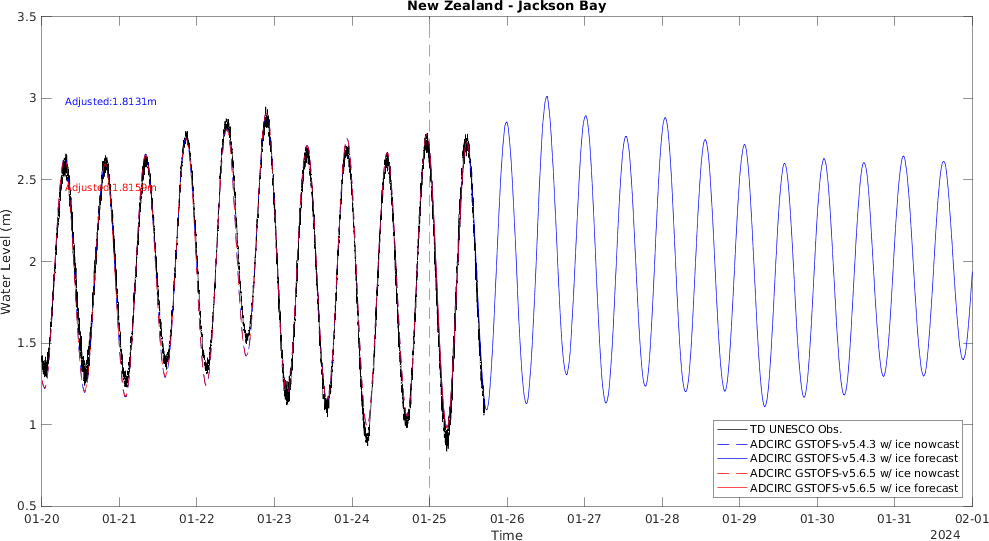 New Zealand - Jackson Bay
3.5
3
2.5
2
1.5
1
0.5
Water Level (m)
Adjusted:1.8131m
Adjusted:1.8159m
TD UNESCO Obs.
ADCIRC GSTOFS-v5.4.3 w/ ice nowcast
ADCIRC GSTOFS-v5.4.3 w/ ice forecast
ADCIRC GSTOFS-v5.6.5 w/ ice nowcast
ADCIRC GSTOFS-v5.6.5 w/ ice forecast
01-20 01-21 01-22 01-23 01-24 01-25 01-26 01-27 01-28 01-29 01-30 01-31 02-01
Time
2024